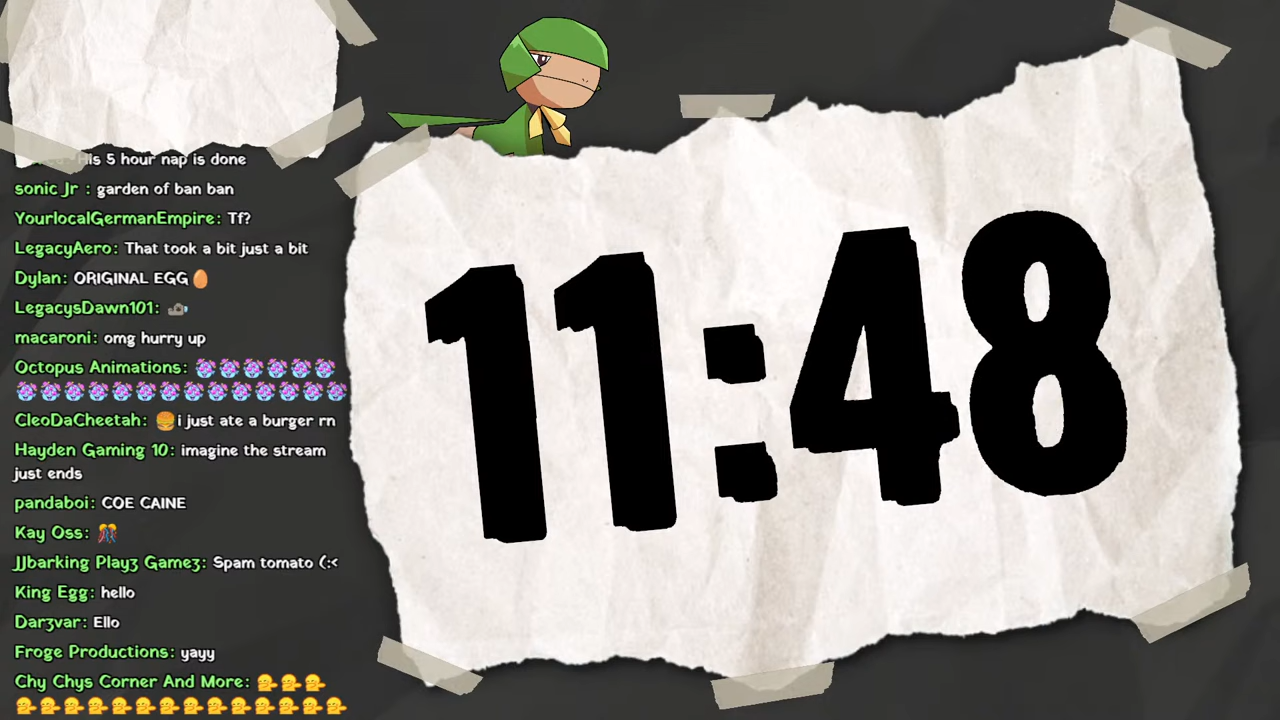 His 5 hour nap is done
sonic Jr : garden of ban ban
YourlocalGermanEmpire: Tf?
LegacyAero: That took a bit just a bit
Dylan: ORIGINAL EGG🥚
LegacysDawn101:
macaroni: omg hurry up
Octopus Animations:
CleoDaCheetah: 🍔i just ate a burger rn
Hayden Gaming 10: imagine the stream
just ends
pandaboi: COE CAINE
Kay Oss: 🎊
JJbarking Playʒ Gameʒ: Spam tomato (:<
King Egg: hello
Darʒvar: Ello
Froge Productions: yayy
Chy Chys Corner And More:
11:48